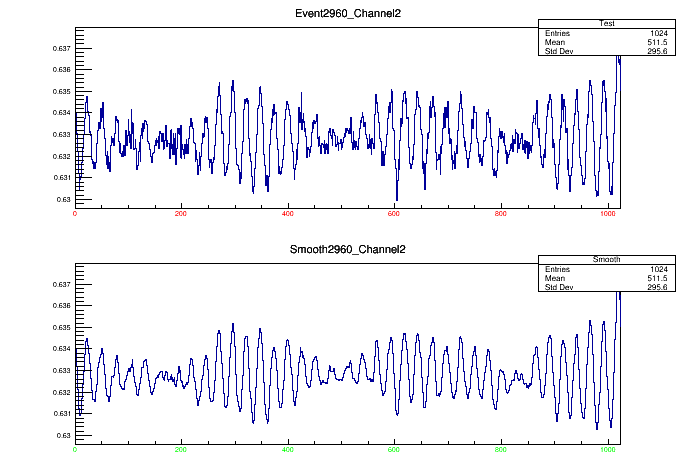 Event2960_Channel2
Test
Entries 1024
Mean 511.5
Std Dev 295.6
0.637
0.636
0.635
0.634
0.633
0.632
0.631
0.63
0 200 400 600 800 1000
Smooth2960_Channel2
Smooth
Entries 1024
Mean 511.5
Std Dev 295.6
0.637
0.636
0.635
0.634
0.633
0.632
0.631
0.63
0 200 400 600 800 1000